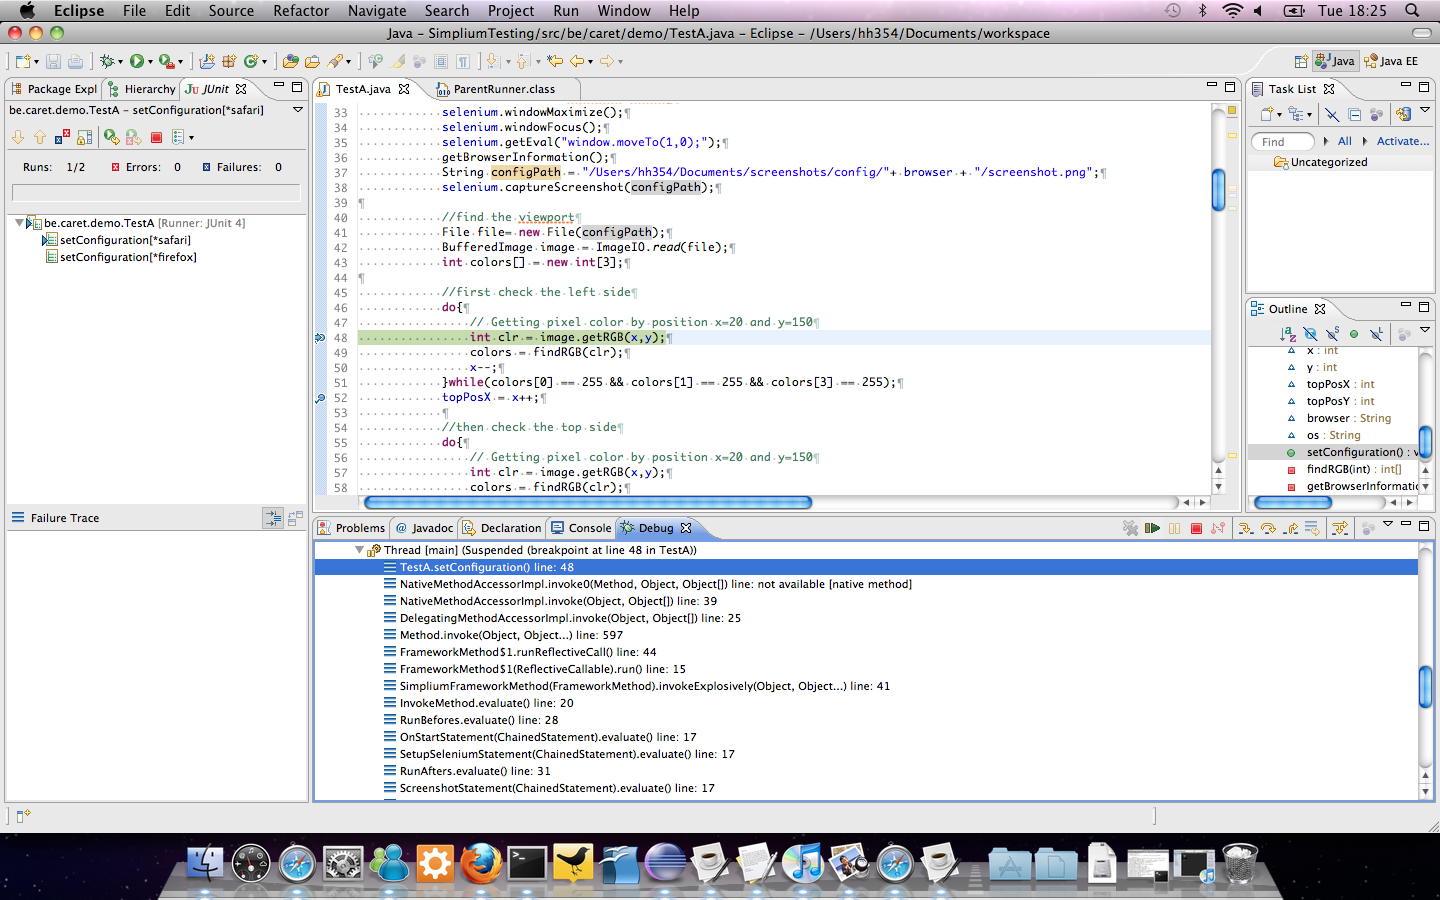 Eclipse File Edit Source Refactor Navigate Search Project Run Window Help Tue 18:25
Java – SimpliumTesting/src/be/caret/demo/TestA.java – Eclipse – /Users/hh354/Documents/workspace
Java Java EE
Package Expl Hierarchy JUnit
be.caret.demo.TestA – setConfiguration[*safari]
Runs: 1/2 Errors: 0 Failures: 0
be.caret.demo.TestA [Runner: JUnit 4]
setConfiguration[*safari]
setConfiguration[*firefox]
Failure Trace
TestA.java ParentRunner.class
33 selenium.windowMaximize();
34 selenium.windowFocus();
35 selenium.getEval("window.moveTo(1,0);");
36 getBrowserInformation();
37 String configPath = "/Users/hh354/Documents/screenshots/config/"+ browser + "/screenshot.png";
38 selenium.captureScreenshot(configPath);
39
40 //find the viewport
41 File file= new File(configPath);
42 BufferedImage image = ImageIO.read(file);
43 int colors[] = new int[3];
44
45 //first check the left side
46 do{
47 // Getting pixel color by position x=20 and y=150
48 int clr = image.getRGB(x,y);
49 colors = findRGB(clr);
50 x--;
51 }while(colors[0] == 255 && colors[1] == 255 && colors[3] == 255);
52 topPosX = x++;
53
54 //then check the top side
55 do{
56 // Getting pixel color by position x=20 and y=150
57 int clr = image.getRGB(x,y);
58 colors = findRGB(clr);
Task List
Find All Activate...
Uncategorized
Outline
x : int
y : int
topPosX : int
topPosY : int
browser : String
os : String
setConfiguration() : v
findRGB(int) : int[]
getBrowserInformatic
Problems Javadoc Declaration Console Debug
Thread [main] (Suspended (breakpoint at line 48 in TestA))
TestA.setConfiguration() line: 48
NativeMethodAccessorImpl.invoke0(Method, Object, Object[]) line: not available [native method]
NativeMethodAccessorImpl.invoke(Object, Object[]) line: 39
DelegatingMethodAccessorImpl.invoke(Object, Object[]) line: 25
Method.invoke(Object, Object...) line: 597
FrameworkMethod$1.runReflectiveCall() line: 44
FrameworkMethod$1(ReflectiveCallable).run() line: 15
SimpliumFrameworkMethod(FrameworkMethod).invokeExplosively(Object, Object...) line: 41
InvokeMethod.evaluate() line: 20
RunBefores.evaluate() line: 28
OnStartStatement(ChainedStatement).evaluate() line: 17
SetupSeleniumStatement(ChainedStatement).evaluate() line: 17
RunAfters.evaluate() line: 31
ScreenshotStatement(ChainedStatement).evaluate() line: 17